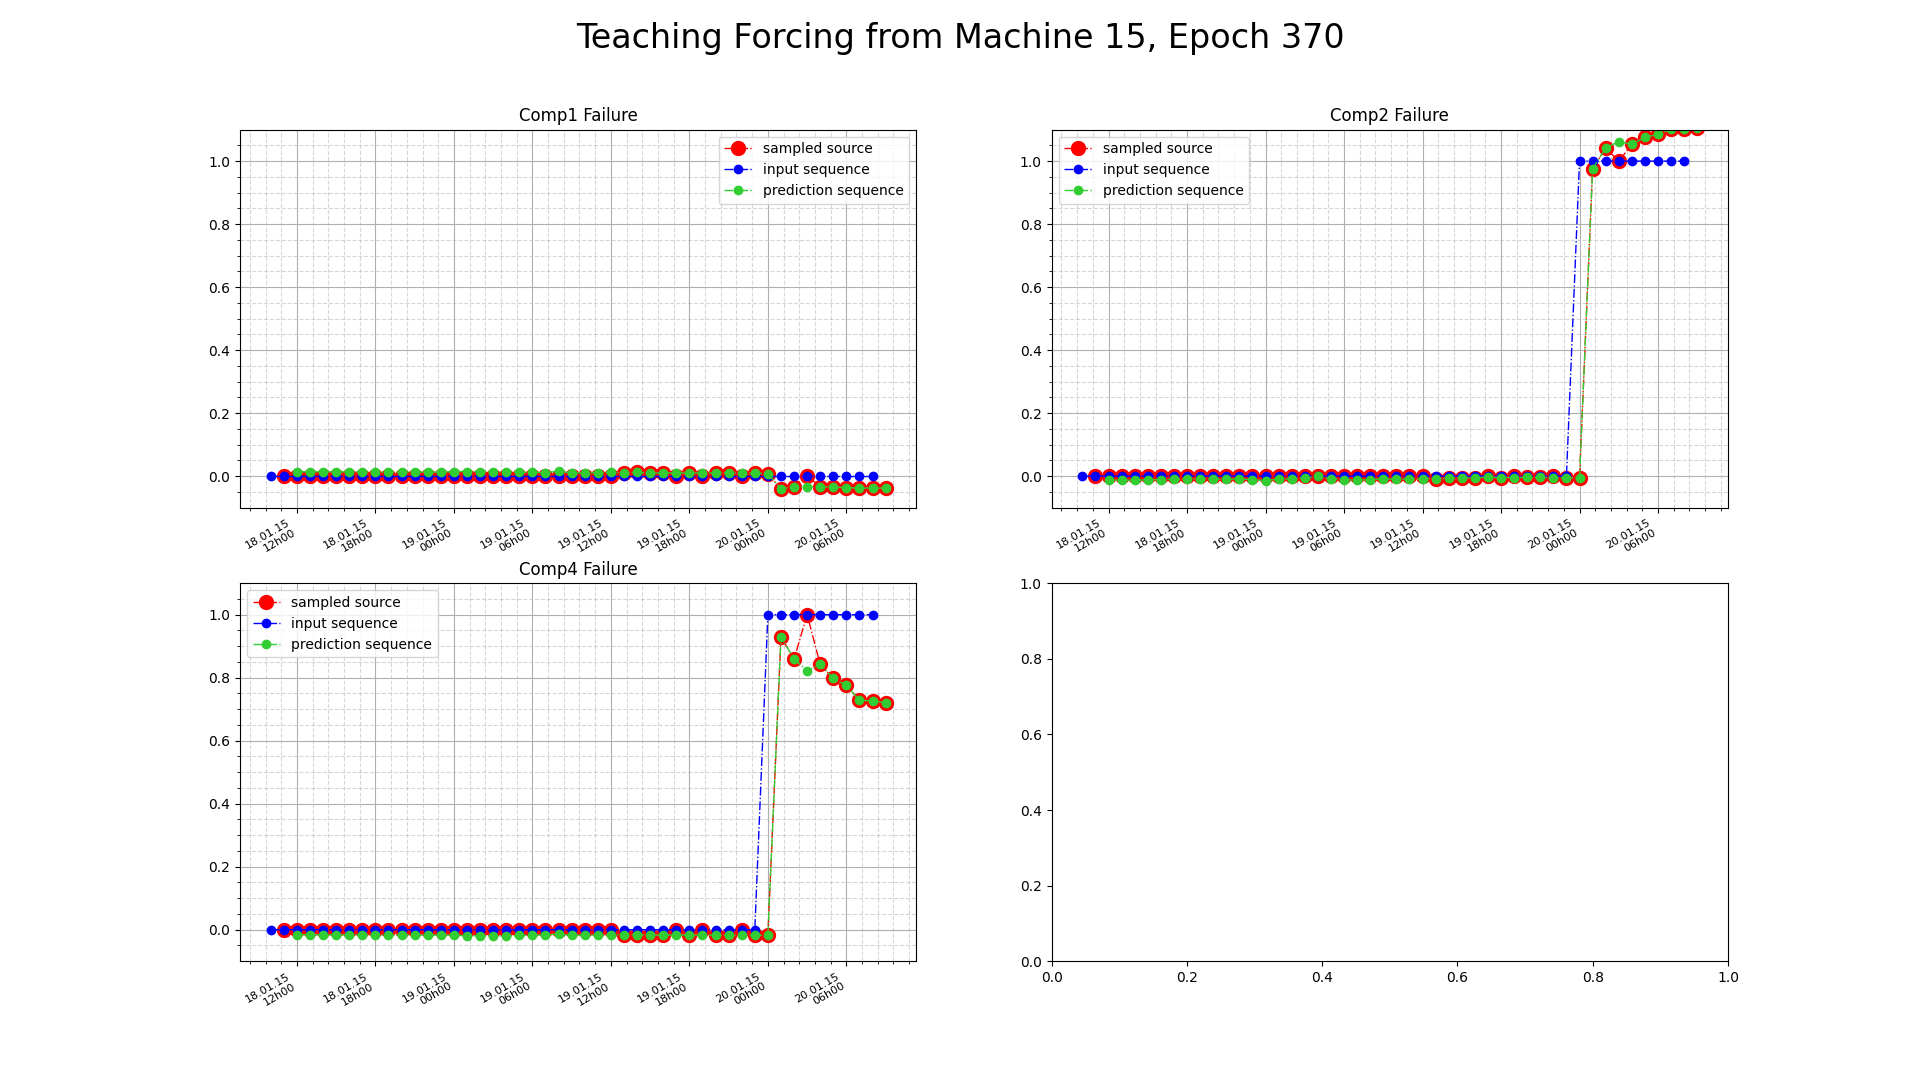 Teaching Forcing from Machine 15, Epoch 370
Comp1 Failure
sampled source
input sequence
prediction sequence
1.0
0.8
0.6
0.4
0.2
0.0
18.01.15
12h00
18.01.15
18h00
19.01.15
00h00
19.01.15
06h00
19.01.15
12h00
19.01.15
18h00
20.01.15
00h00
20.01.15
06h00
Comp2 Failure
sampled source
input sequence
prediction sequence
1.0
0.8
0.6
0.4
0.2
0.0
18.01.15
12h00
18.01.15
18h00
19.01.15
00h00
19.01.15
06h00
19.01.15
12h00
19.01.15
18h00
20.01.15
00h00
20.01.15
06h00
Comp4 Failure
sampled source
input sequence
prediction sequence
1.0
0.8
0.6
0.4
0.2
0.0
18.01.15
12h00
18.01.15
18h00
19.01.15
00h00
19.01.15
06h00
19.01.15
12h00
19.01.15
18h00
20.01.15
00h00
20.01.15
06h00
1.0
0.8
0.6
0.4
0.2
0.0
0.0 0.2 0.4 0.6 0.8 1.0